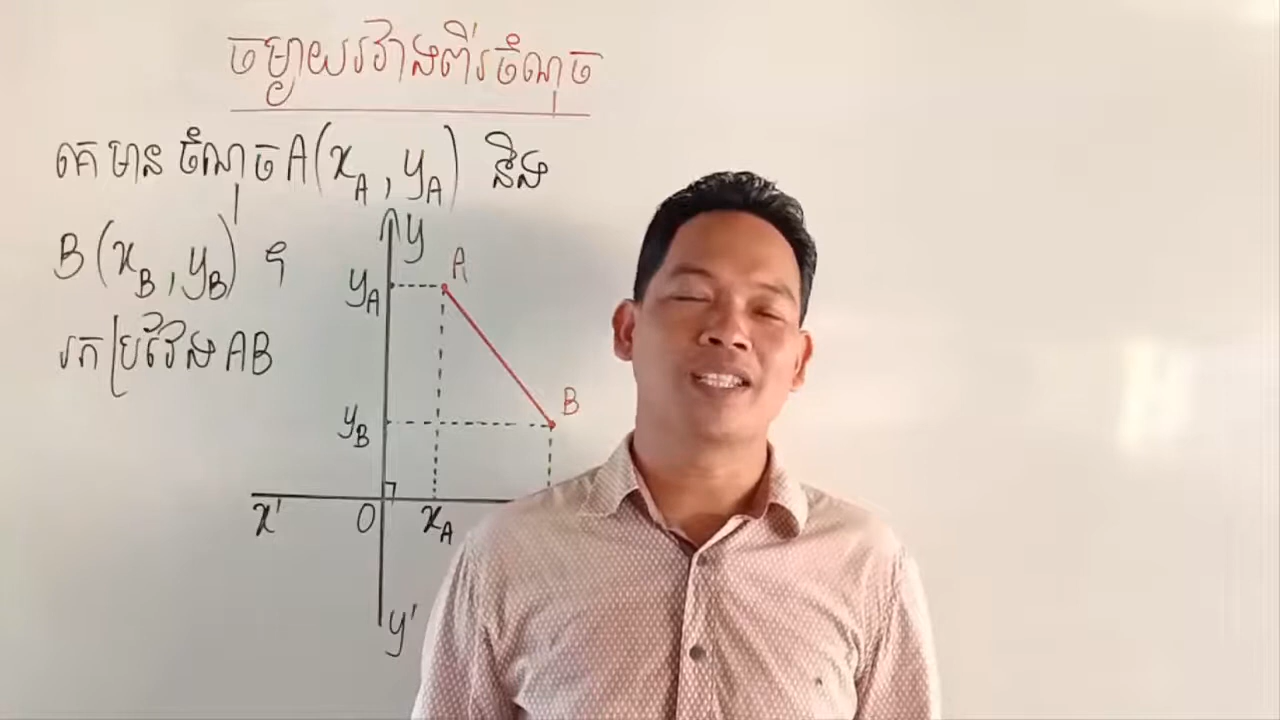 ចម្ងាយរវាងពីរចំណុច
គេមានចំណុច A(x_A, y_A) និង
B(x_B, y_B) ។
រកប្រវែង AB
y
A
y_A
B
y_B
x'
O
x_A
y'